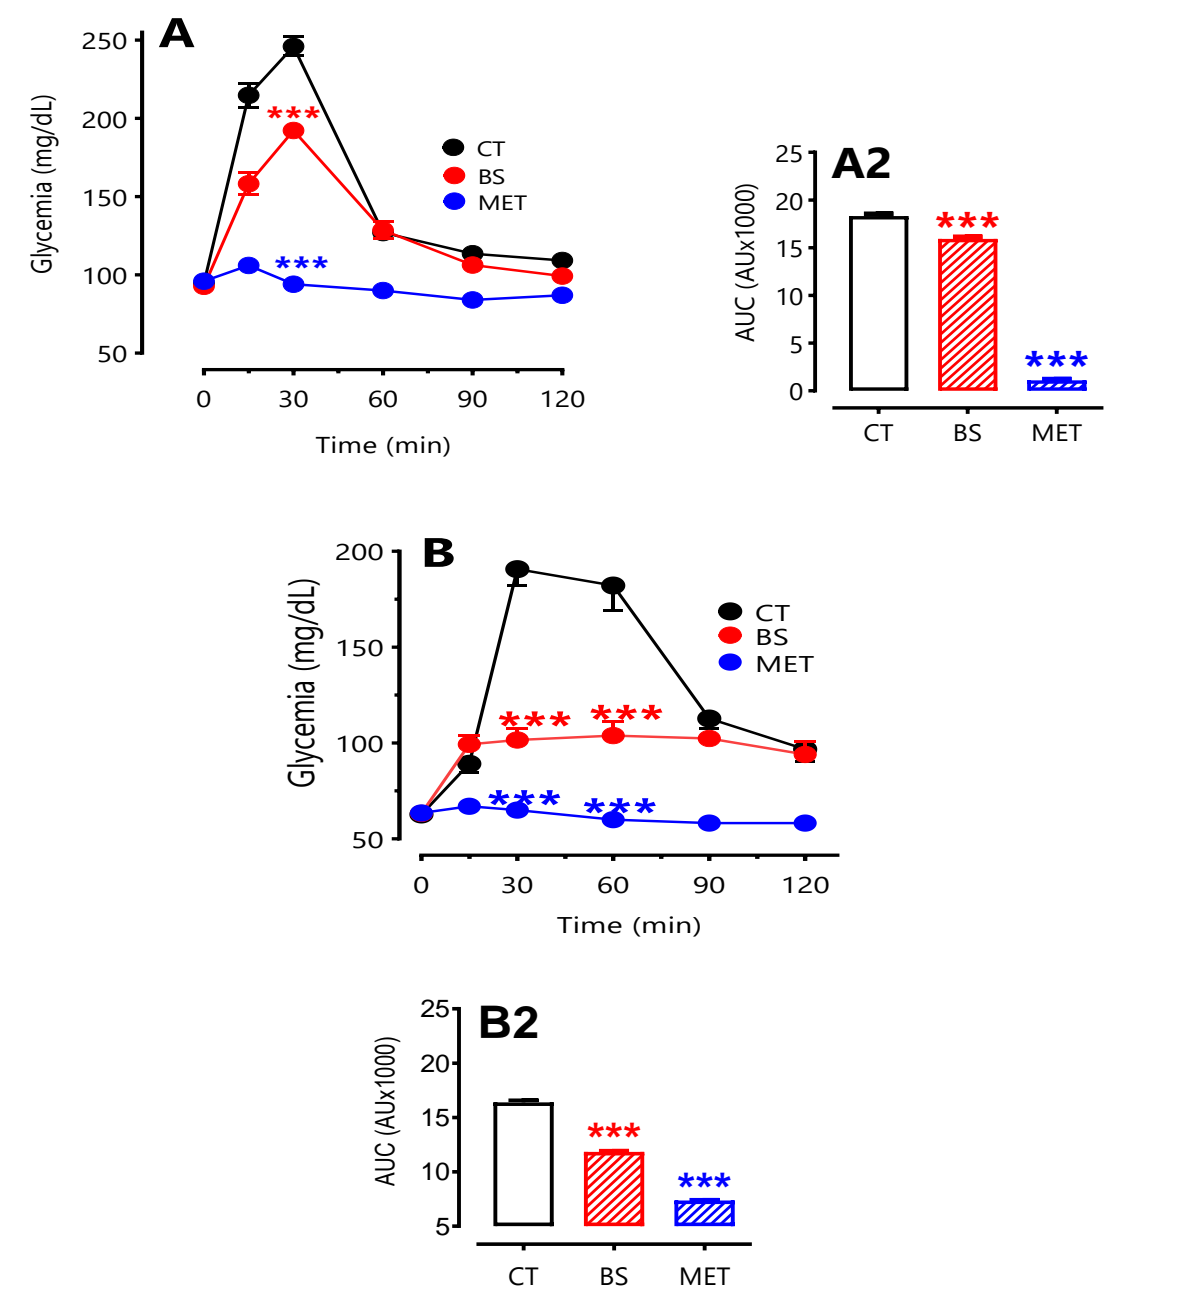 A
250
200
150
100
50
Glycemia (mg/dL)
***
***
CT
BS
MET
0 30 60 90 120
Time (min)
A2
25
20
15
10
5
0
AUC (AUx1000)
***
***
CT BS MET
B
200
150
100
50
Glycemia (mg/dL)
CT
BS
MET
*** ***
*** ***
0 30 60 90 120
Time (min)
B2
25
20
15
10
5
AUC (AUx1000)
***
***
CT BS MET